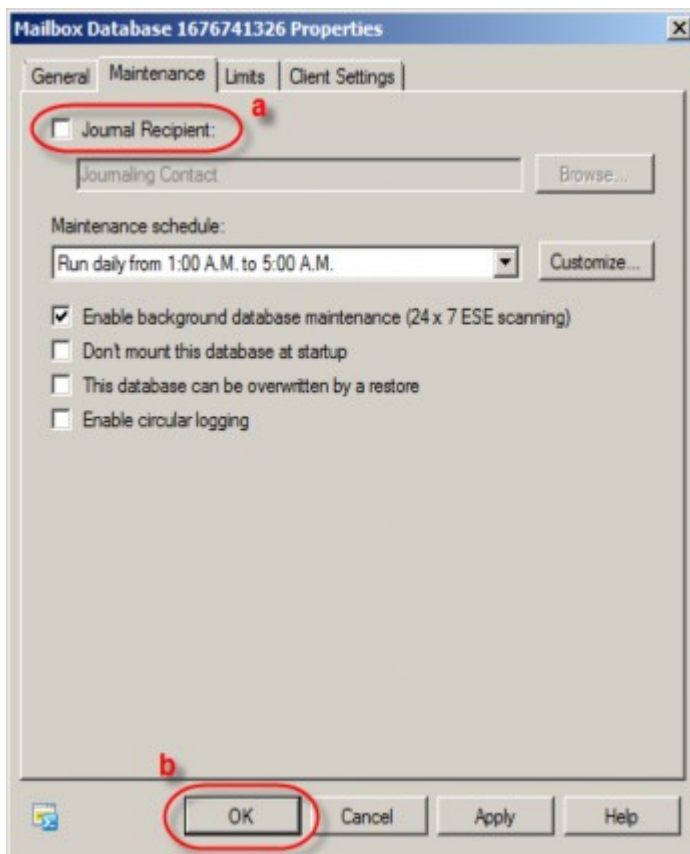 Mailbox Database 1676741326 Properties
General Maintenance Limits Client Settings
a
Journal Recipient:
Journaling Contact Browse...
Maintenance schedule:
Run daily from 1:00 A.M. to 5:00 A.M. Customize...
Enable background database maintenance (24 x 7 ESE scanning)
Don't mount this database at startup
This database can be overwritten by a restore
Enable circular logging
b
OK Cancel Apply Help